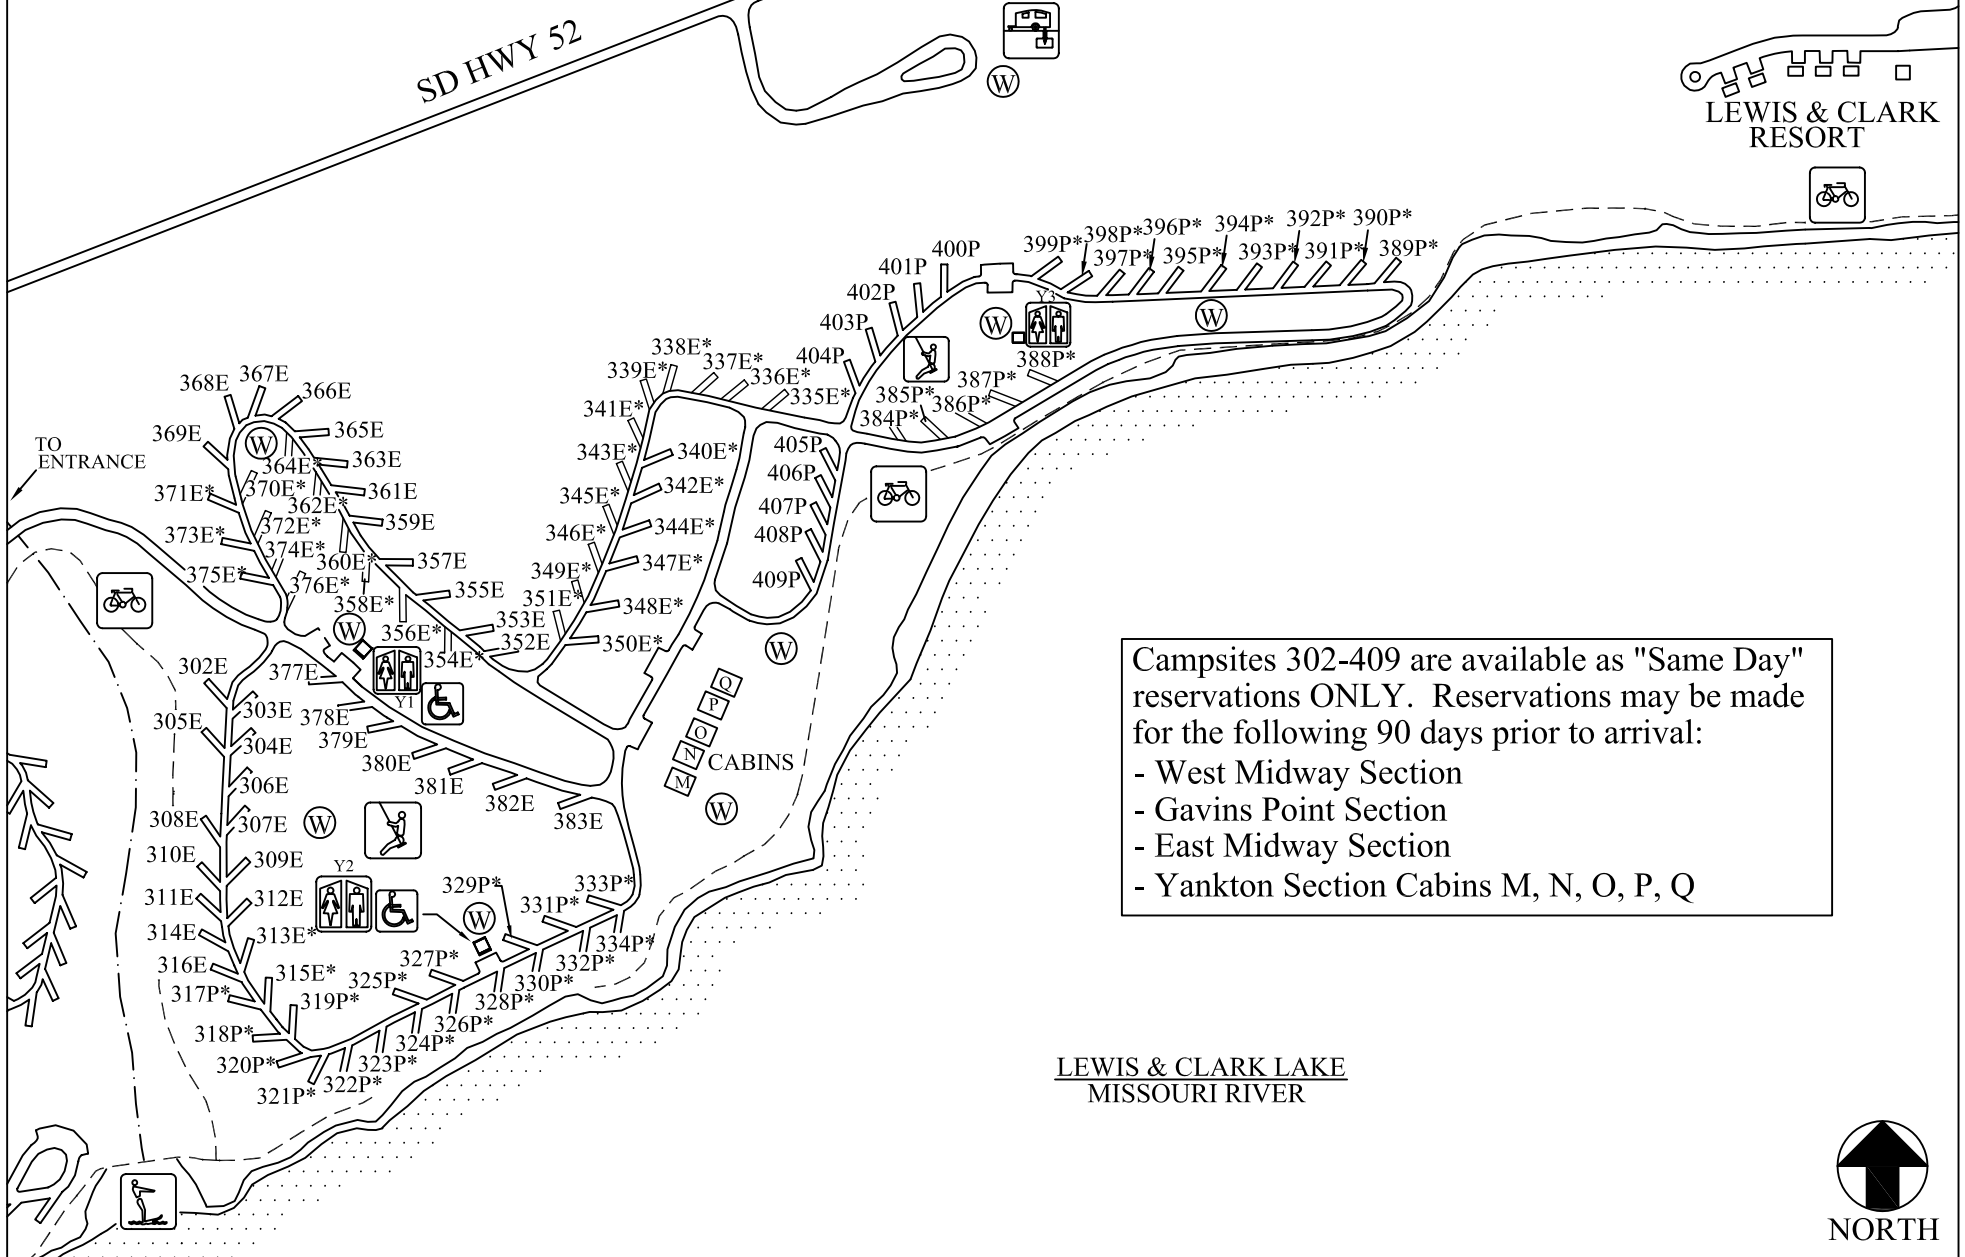 SD HWY 52
W
LEWIS & CLARK
RESORT
400P
399P*
398P*
396P*
394P*
392P*
390P*
401P
397P*
395P*
393P*
391P*
389P*
402P
Y3
W
W
403P
404P
388P*
387P*
385P*
386P*
384P*
338E*
339E*
337E*
336E*
335E*
341E*
343E*
340E*
345E*
342E*
346E*
344E*
349E*
347E*
351E*
348E*
350E*
405P
406P
407P
408P
409P
W
368E
367E
366E
369E
W
365E
364E*
363E
371E*
370E*
361E
362E*
373E*
372E*
359E
374E*
360E*
357E
375E*
376E*
358E*
355E
W
356E*
353E
354E*
352E
TO
ENTRANCE
Y1
302E
377E
305E
303E
378E
304E
379E
380E
306E
381E
382E
308E
307E
W
383E
310E
309E
Y2
311E
312E
314E
313E*
316E
315E*
317P*
319P*
318P*
320P*
321P*
322P*
323P*
324P*
325P*
326P*
327P*
328P*
329P*
W
330P*
331P*
332P*
333P*
334P*
Q
P
O
N
M
CABINS
W
Campsites 302-409 are available as "Same Day"
reservations ONLY.  Reservations may be made
for the following 90 days prior to arrival:
- West Midway Section
- Gavins Point Section
- East Midway Section
- Yankton Section Cabins M, N, O, P, Q
LEWIS & CLARK LAKE
MISSOURI RIVER
NORTH